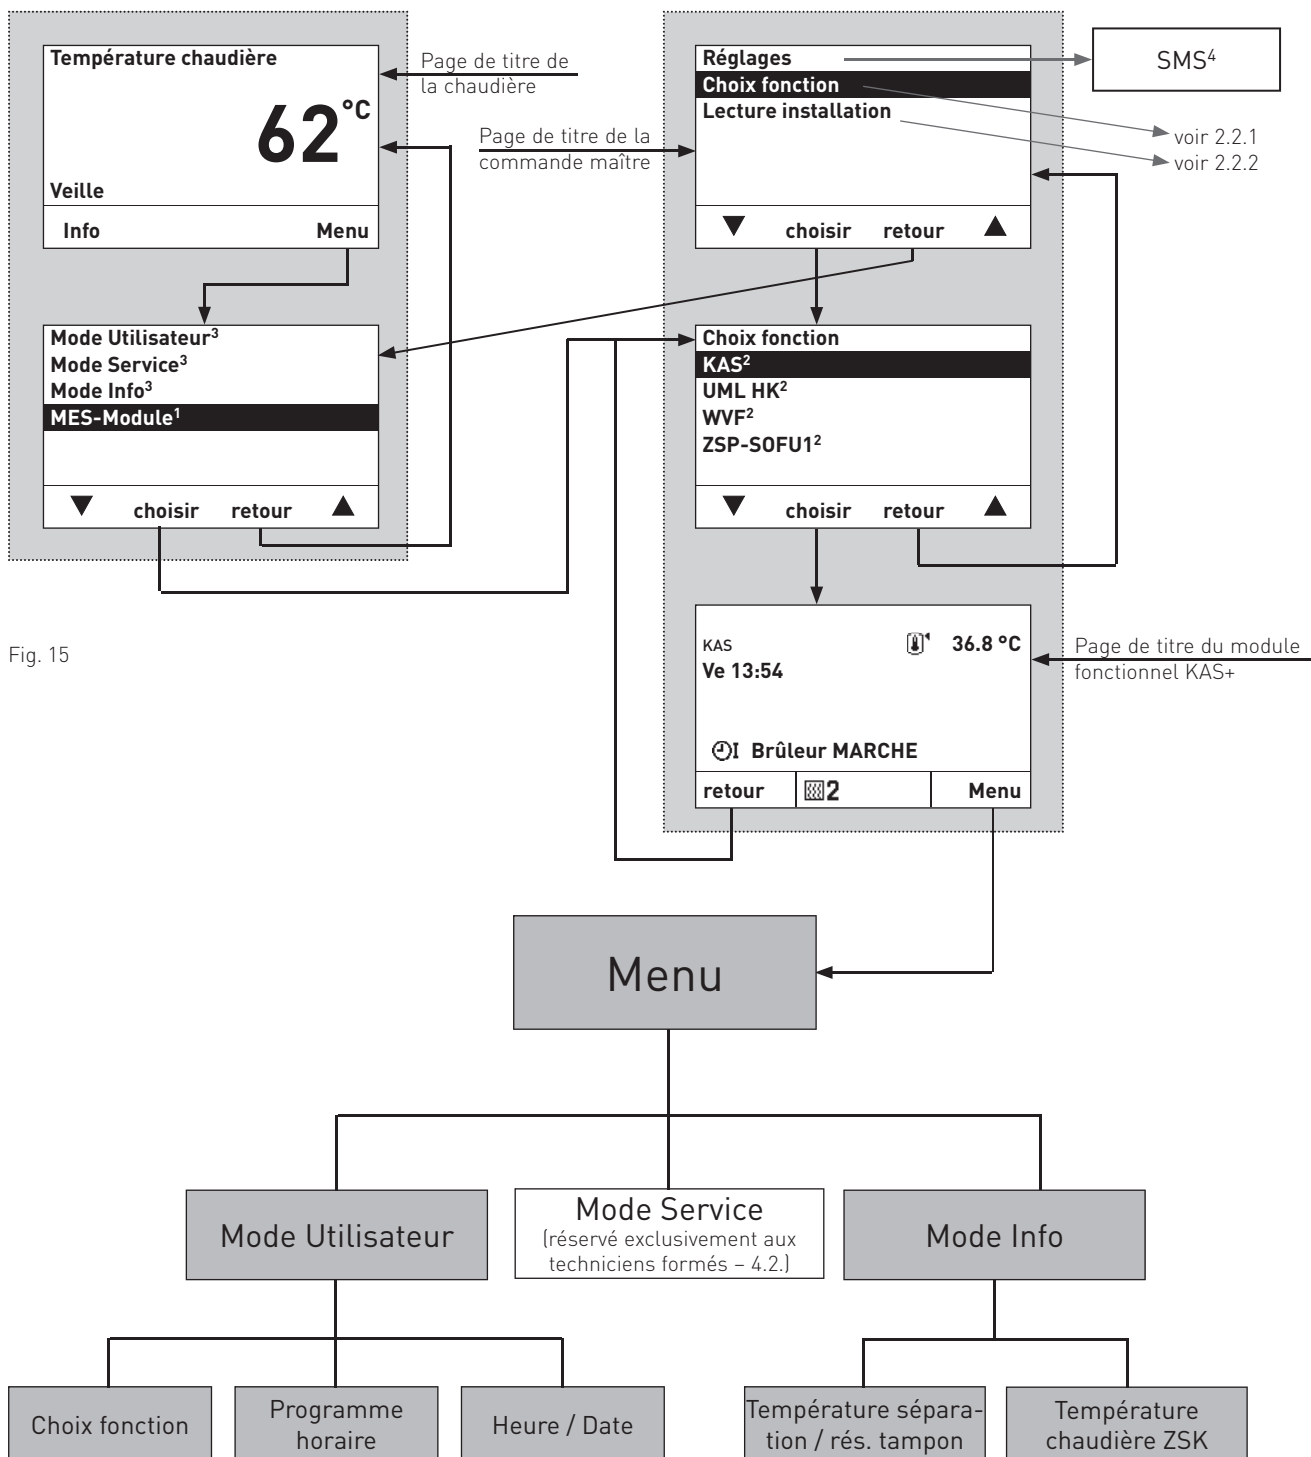 Température chaudière
62°C
Veille
Info Menu
Page de titre de
la chaudière
Mode Utilisateur³
Mode Service³
Mode Info³
MES-Module¹
▼ choisir retour ▲
Page de titre de la
commande maître
Réglages
Choix fonction
Lecture installation
▼ choisir retour ▲
SMS⁴
voir 2.2.1
voir 2.2.2
Choix fonction
KAS²
UML HK²
WVF²
ZSP-SOFU1²
▼ choisir retour ▲
KAS 36.8 °C
Ve 13:54
I Brûleur MARCHE
retour 2 Menu
Page de titre du module
fonctionnel KAS+
Fig. 15
Menu
Mode Utilisateur
Mode Service
(réservé exclusivement aux
techniciens formés – 4.2.)
Mode Info
Choix fonction
Programme
horaire
Heure / Date
Température sépara-
tion / rés. tampon
Température
chaudière ZSK